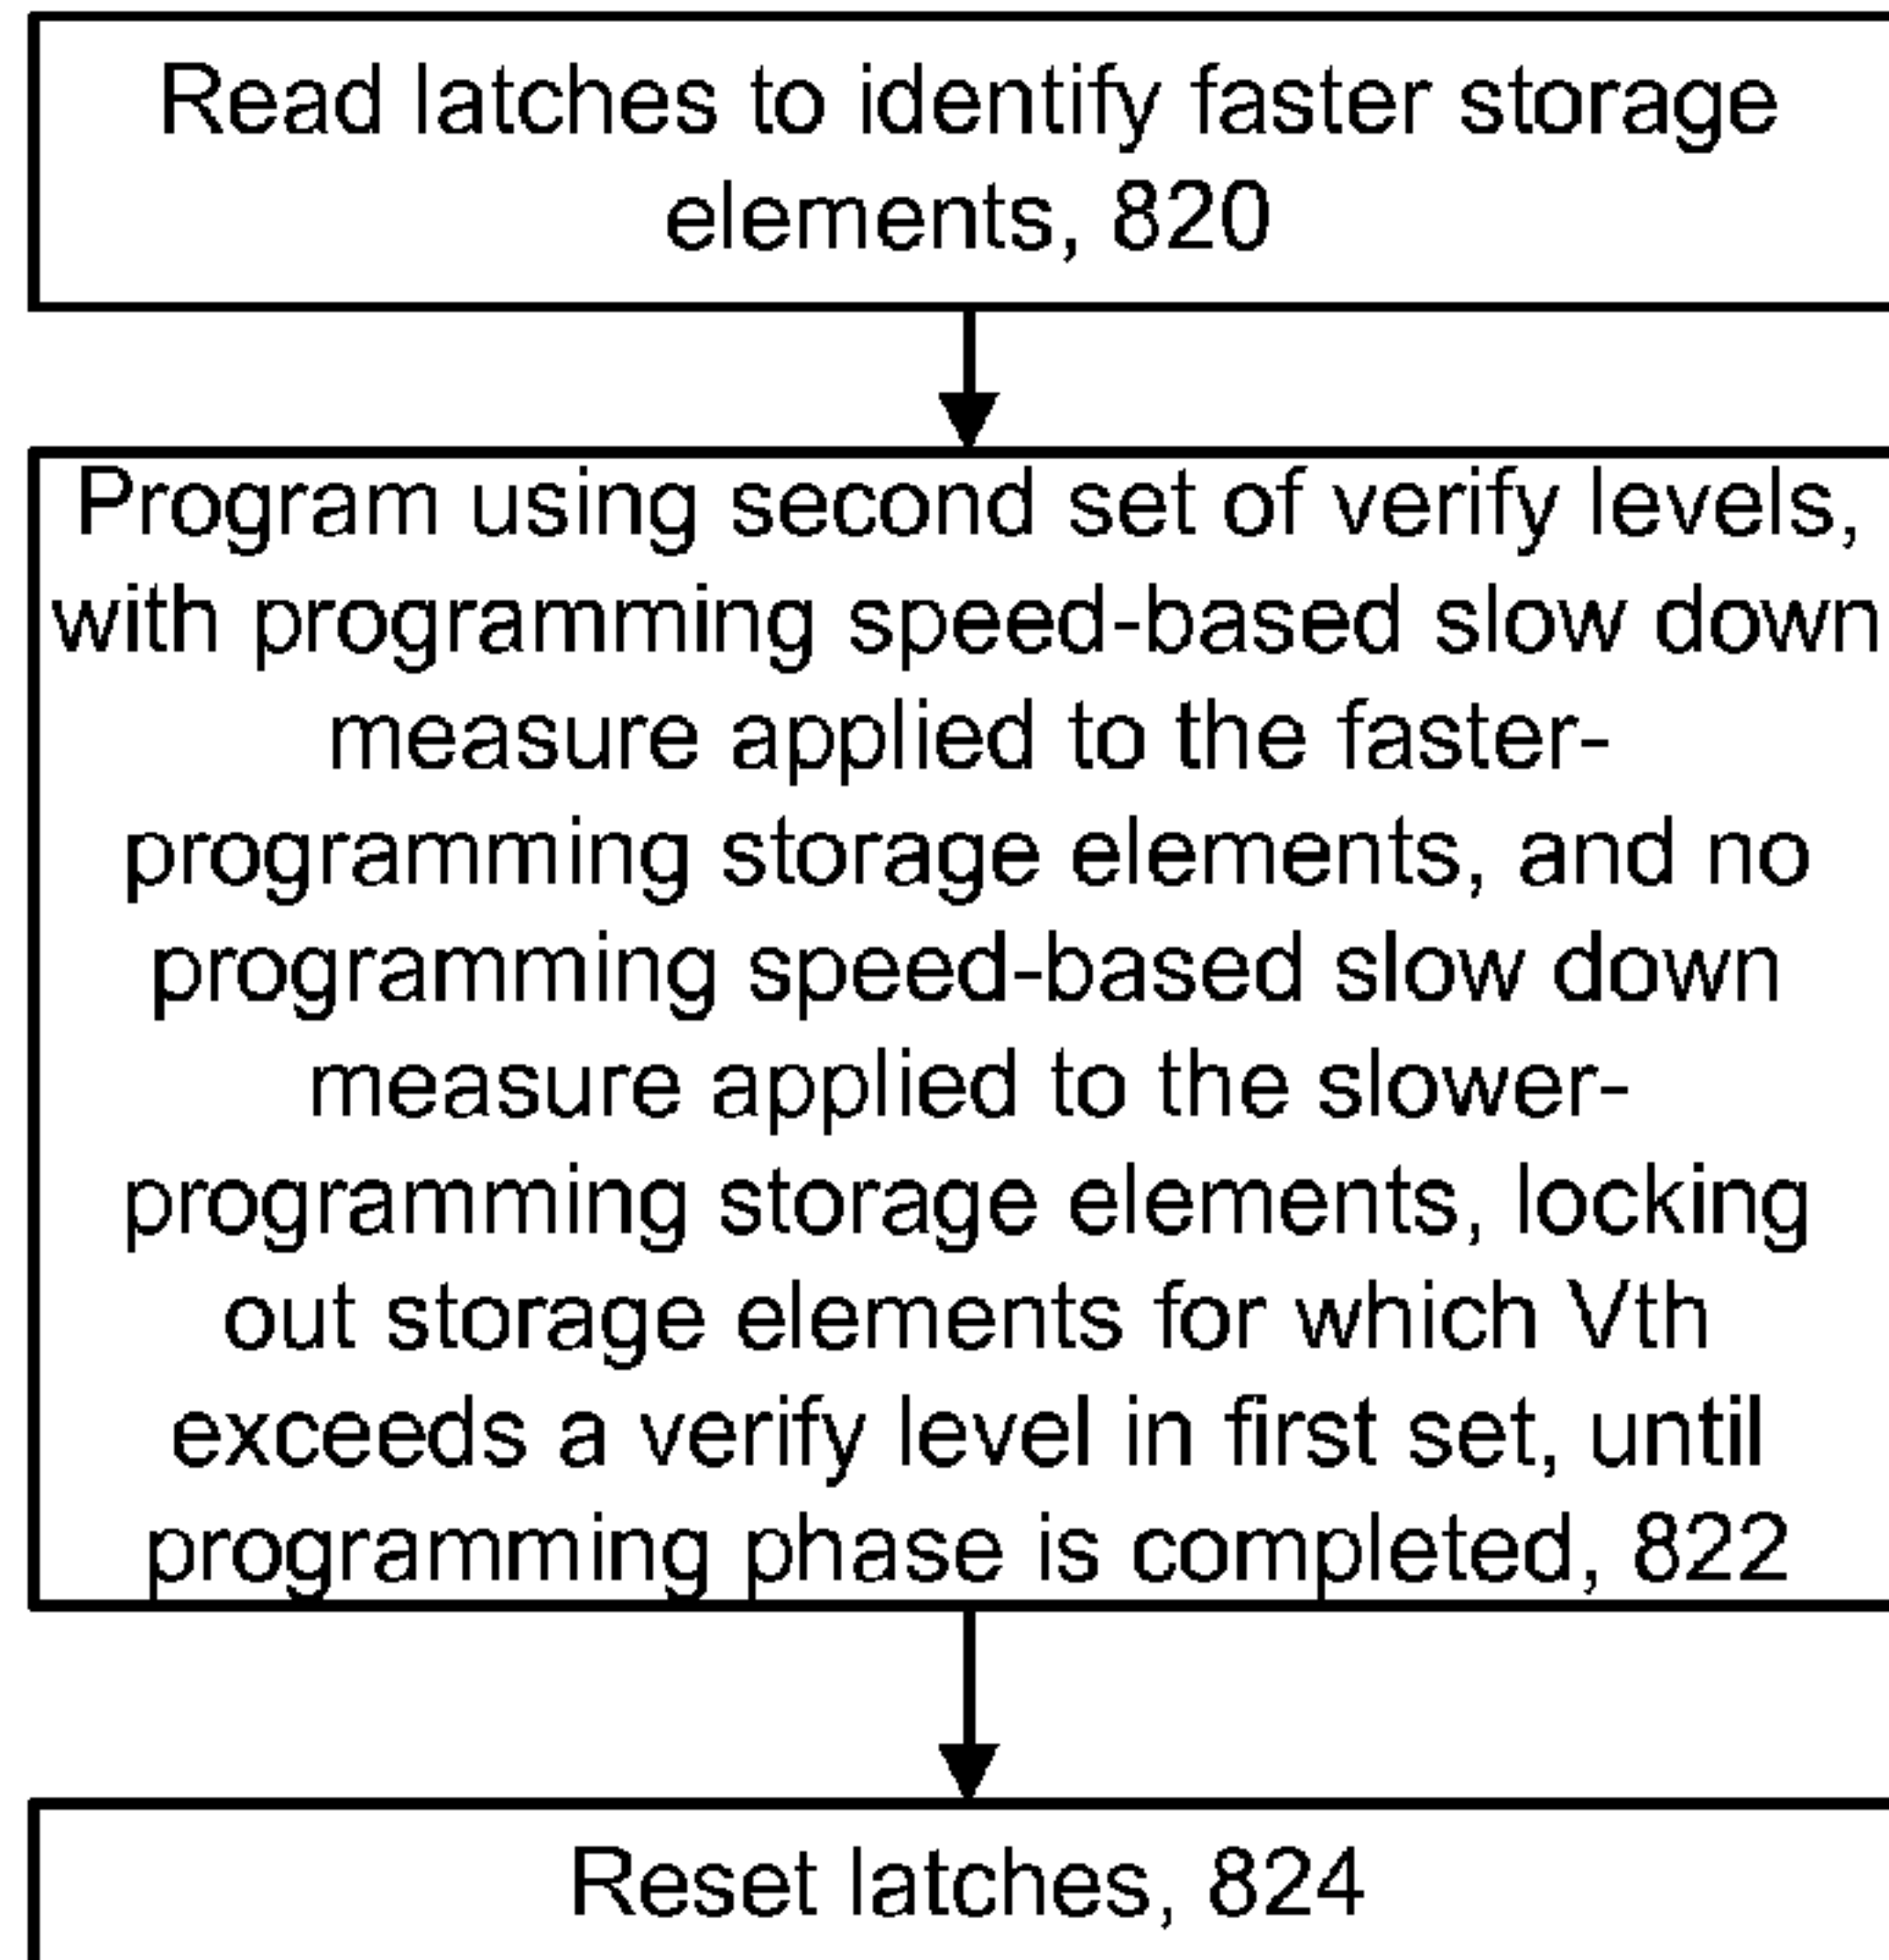 Read latches to identify faster storage
elements, 820
Program using second set of verify levels,
with programming speed-based slow down
measure applied to the faster-
programming storage elements, and no
programming speed-based slow down
measure applied to the slower-
programming storage elements, locking
out storage elements for which Vth
exceeds a verify level in first set, until
programming phase is completed, 822
Reset latches, 824